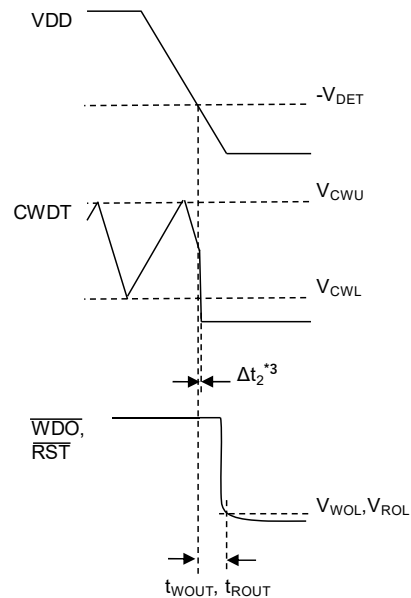 VDD
-VDET
VCWU
CWDT
VCWL
Δt2*3
WDO,
RST
VWOL,VROL
tWOUT, tROUT